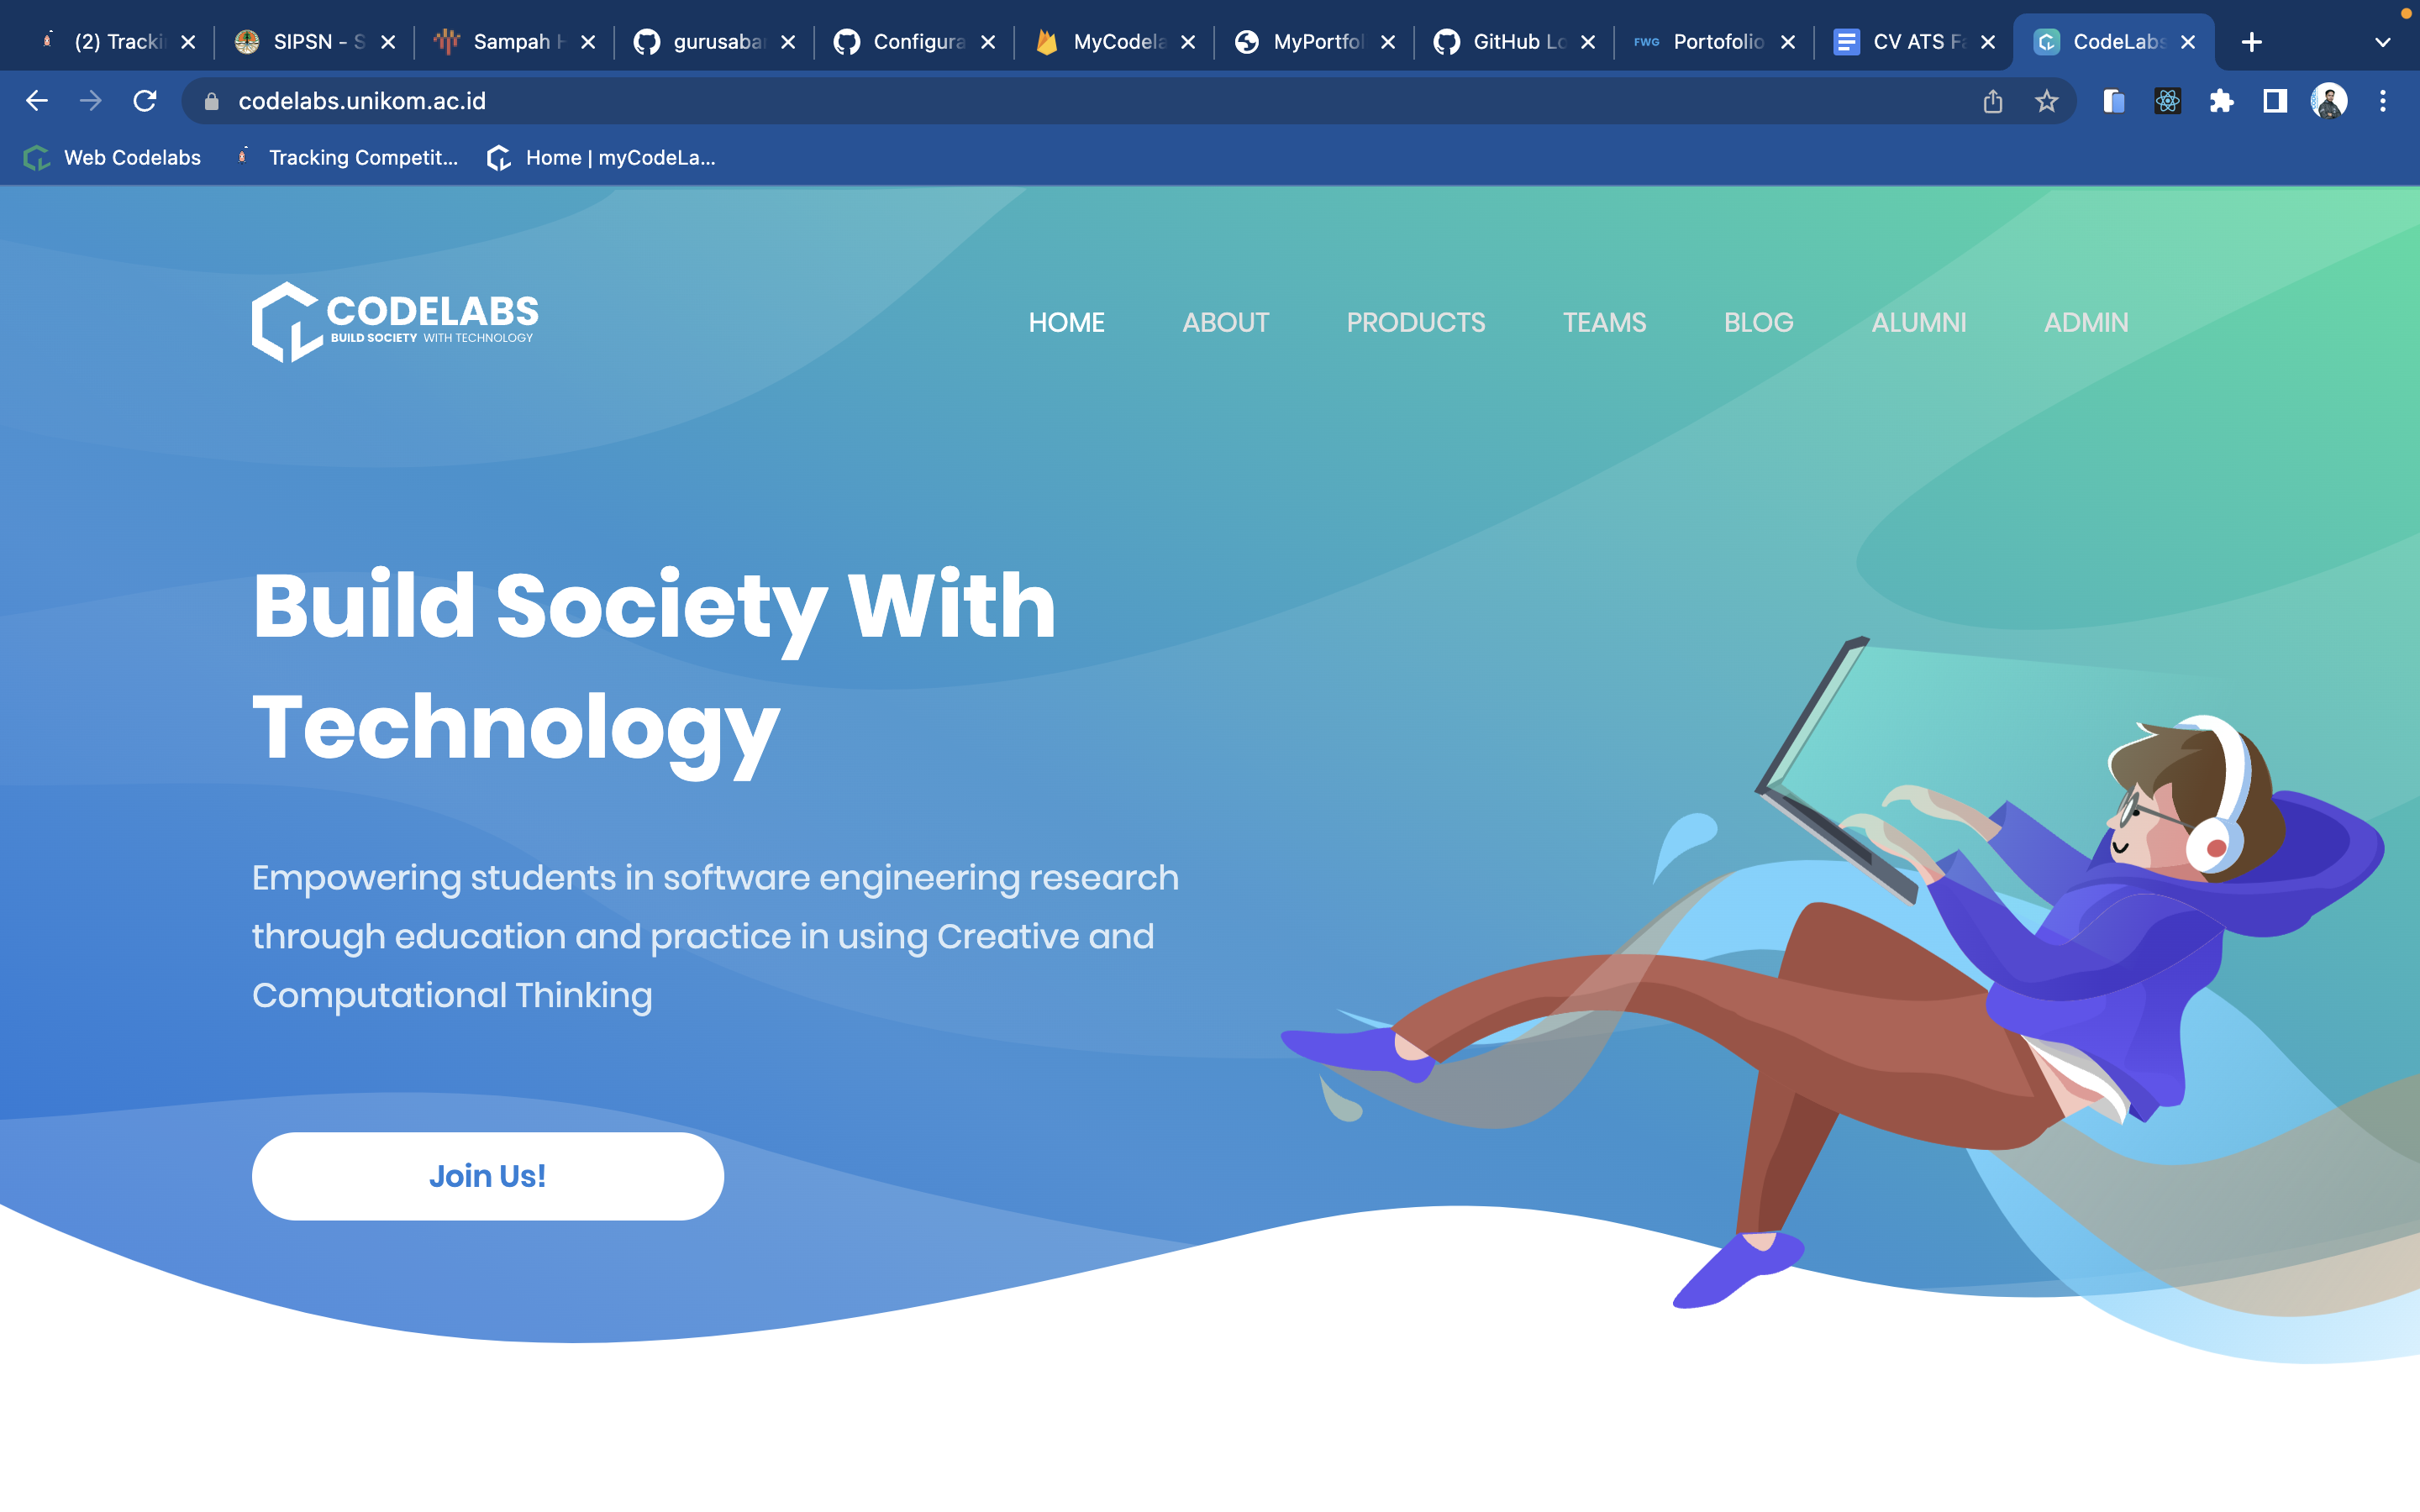 (2) Tracki
SIPSN - S
Sampah H
gurusaba
Configura
MyCodela
MyPortfol
GitHub Lo
FWG Portofolio
CV ATS Fa
CodeLabs
codelabs.unikom.ac.id
Web Codelabs
Tracking Competit...
Home | myCodeLa...
CODELABS
BUILD SOCIETY WITH TECHNOLOGY
HOME
ABOUT
PRODUCTS
TEAMS
BLOG
ALUMNI
ADMIN
Build Society With
Technology
Empowering students in software engineering research
through education and practice in using Creative and
Computational Thinking
Join Us!